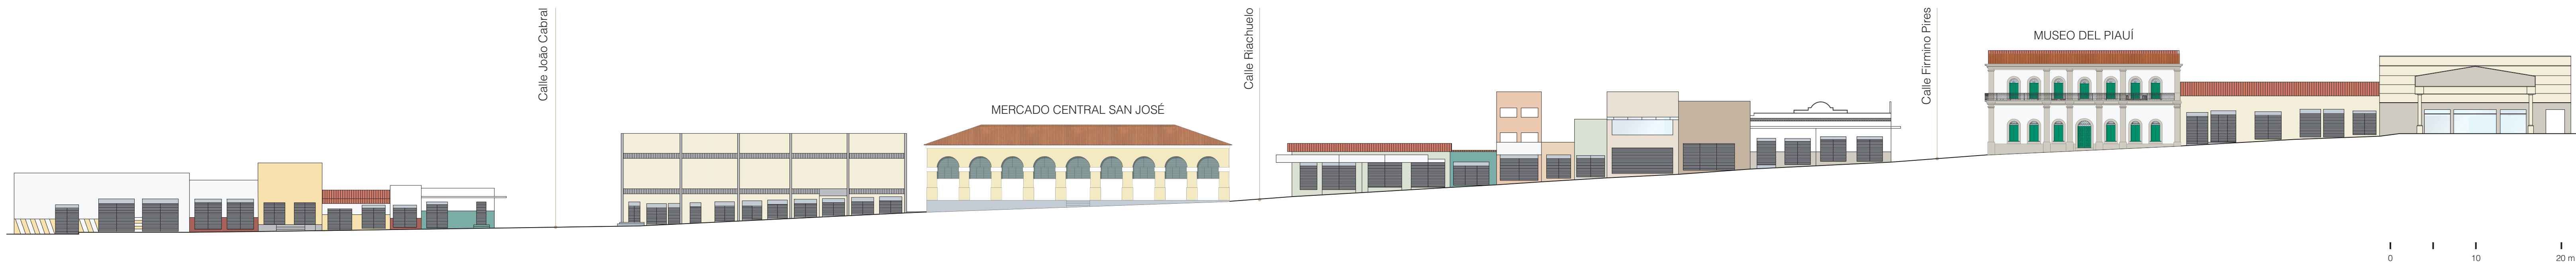 Calle João Cabral
MERCADO CENTRAL SAN JOSÉ
Calle Riachuelo
Calle Firmino Pires
MUSEO DEL PIAUÍ
0 10 20 m